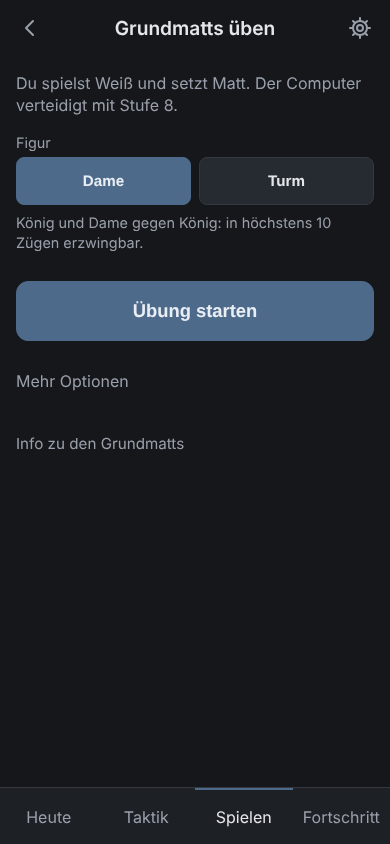 Grundmatts üben
Du spielst Weiß und setzt Matt. Der Computer
verteidigt mit Stufe 8.
Figur
Dame
Turm
König und Dame gegen König: in höchstens 10
Zügen erzwingbar.
Übung starten
Mehr Optionen
Info zu den Grundmatts
Heute
Taktik
Spielen
Fortschritt